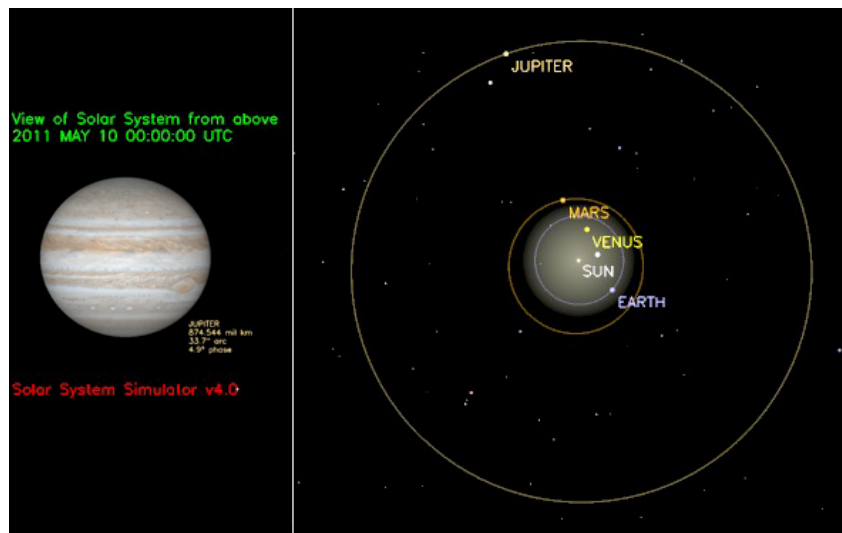 View of Solar System from above
2011 MAY 10 00:00:00 UTC
JUPITER
874.544 mil km
33.7" arc
4.9° phase
Solar System Simulator v4.0
JUPITER
MARS
VENUS
SUN
EARTH